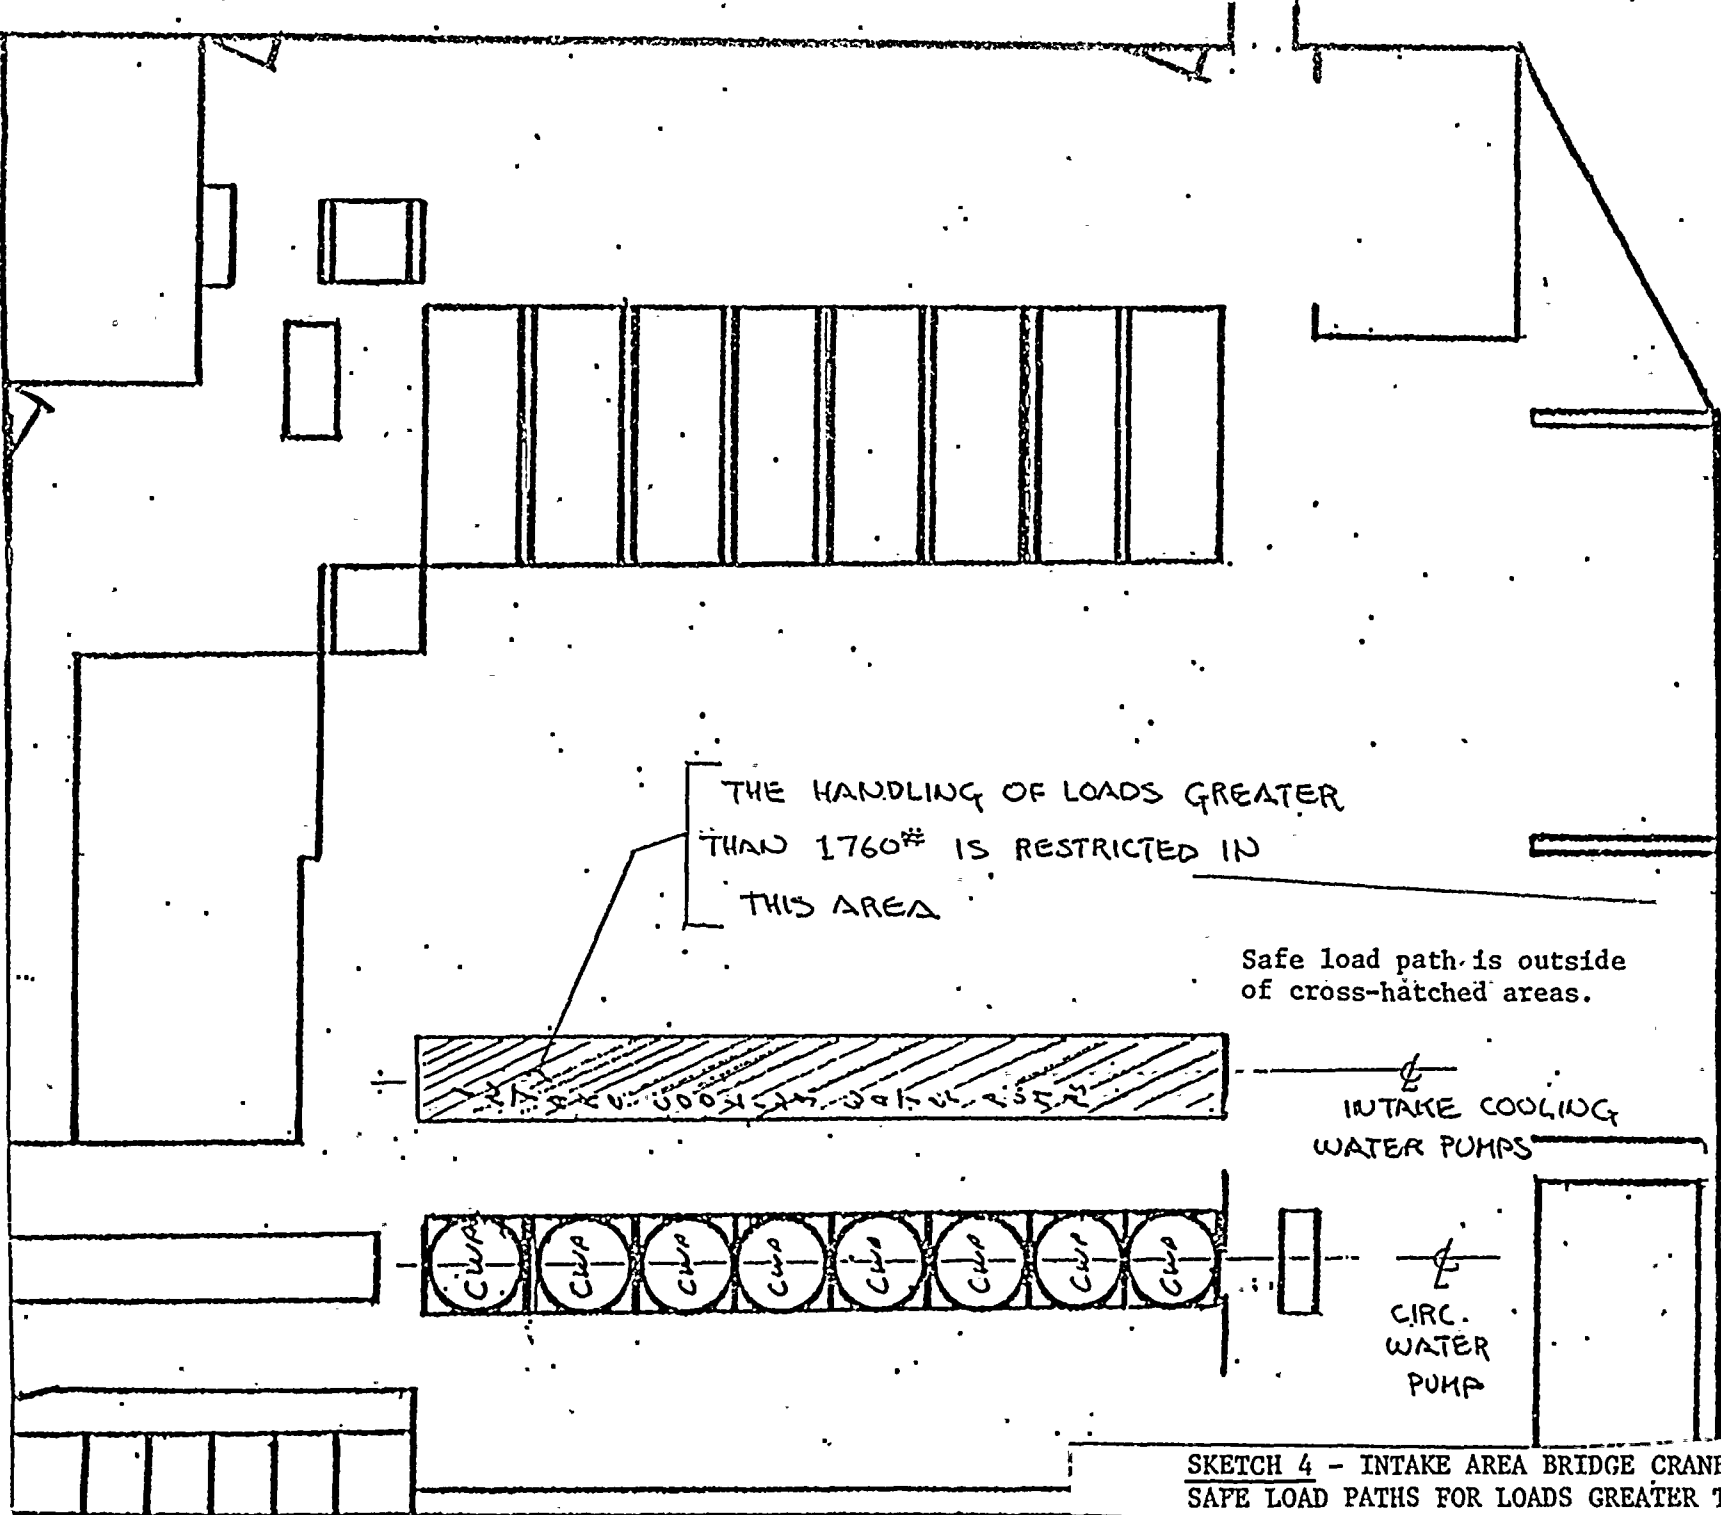 THE HANDLING OF LOADS GREATER
THAN 1760# IS RESTRICTED IN
THIS AREA
Safe load path is outside
of cross-hatched areas.
℄
INTAKE COOLING
WATER PUMPS
CWP CWP CWP CWP CWP CWP CWP CWP
℄
CIRC.
WATER
PUMP
SKETCH 4 - INTAKE AREA BRIDGE CRANE
SAFE LOAD PATHS FOR LOADS GREATER